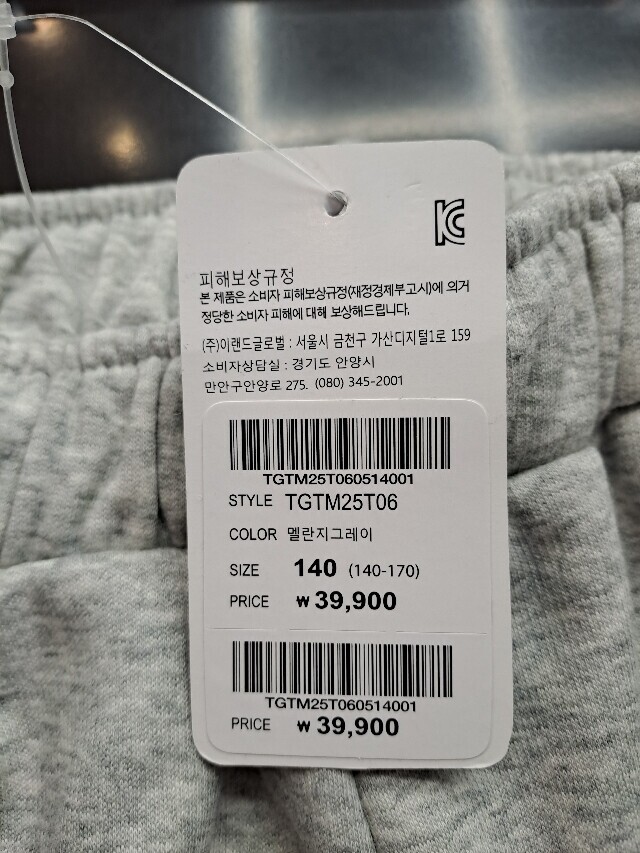 KC
피해보상규정
본 제품은 소비자 피해보상규정(재정경제부고시)에 의거
정당한 소비자 피해에 대해 보상해드립니다.
(주)이랜드글로벌 : 서울시 금천구 가산디지털1로 159
소비자상담실 : 경기도 안양시
만안구안양로 275. (080) 345-2001
TGTM25T060514001
STYLE TGTM25T06
COLOR 멜란지그레이
SIZE 140 (140-170)
PRICE ₩ 39,900
TGTM25T060514001
PRICE ₩ 39,900